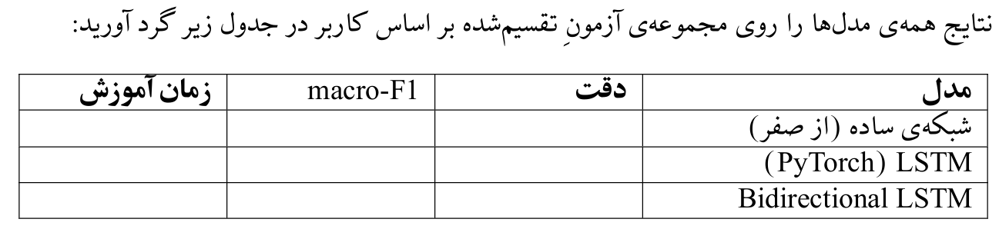 نتایج همه‌ی مدل‌ها را روی مجموعه‌ی آزمونِ تقسیم‌شده بر اساس کاربر در جدول زیر گرد آورید:
مدل دقت macro-F1 زمان آموزش
شبکه‌ی ساده (از صفر)
LSTM (PyTorch)
Bidirectional LSTM